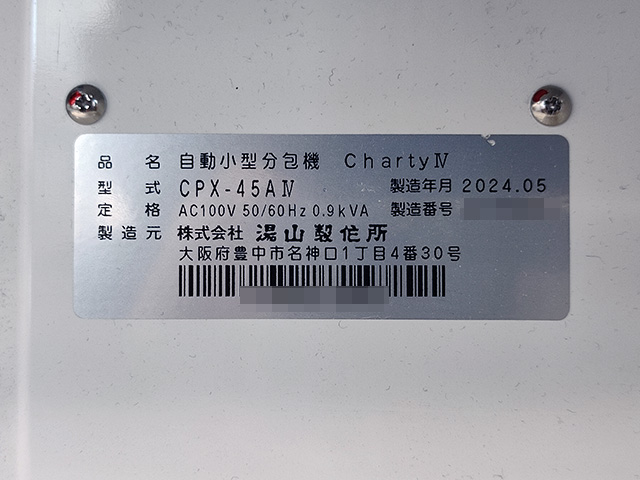 品名 自動小型分包機 ChartyⅣ
型式 CPX-45AⅣ 製造年月 2024.05
定格 AC100V 50/60Hz 0.9kVA 製造番号
製造元 株式会社 湯山製作所
大阪府豊中市名神口1丁目4番30号